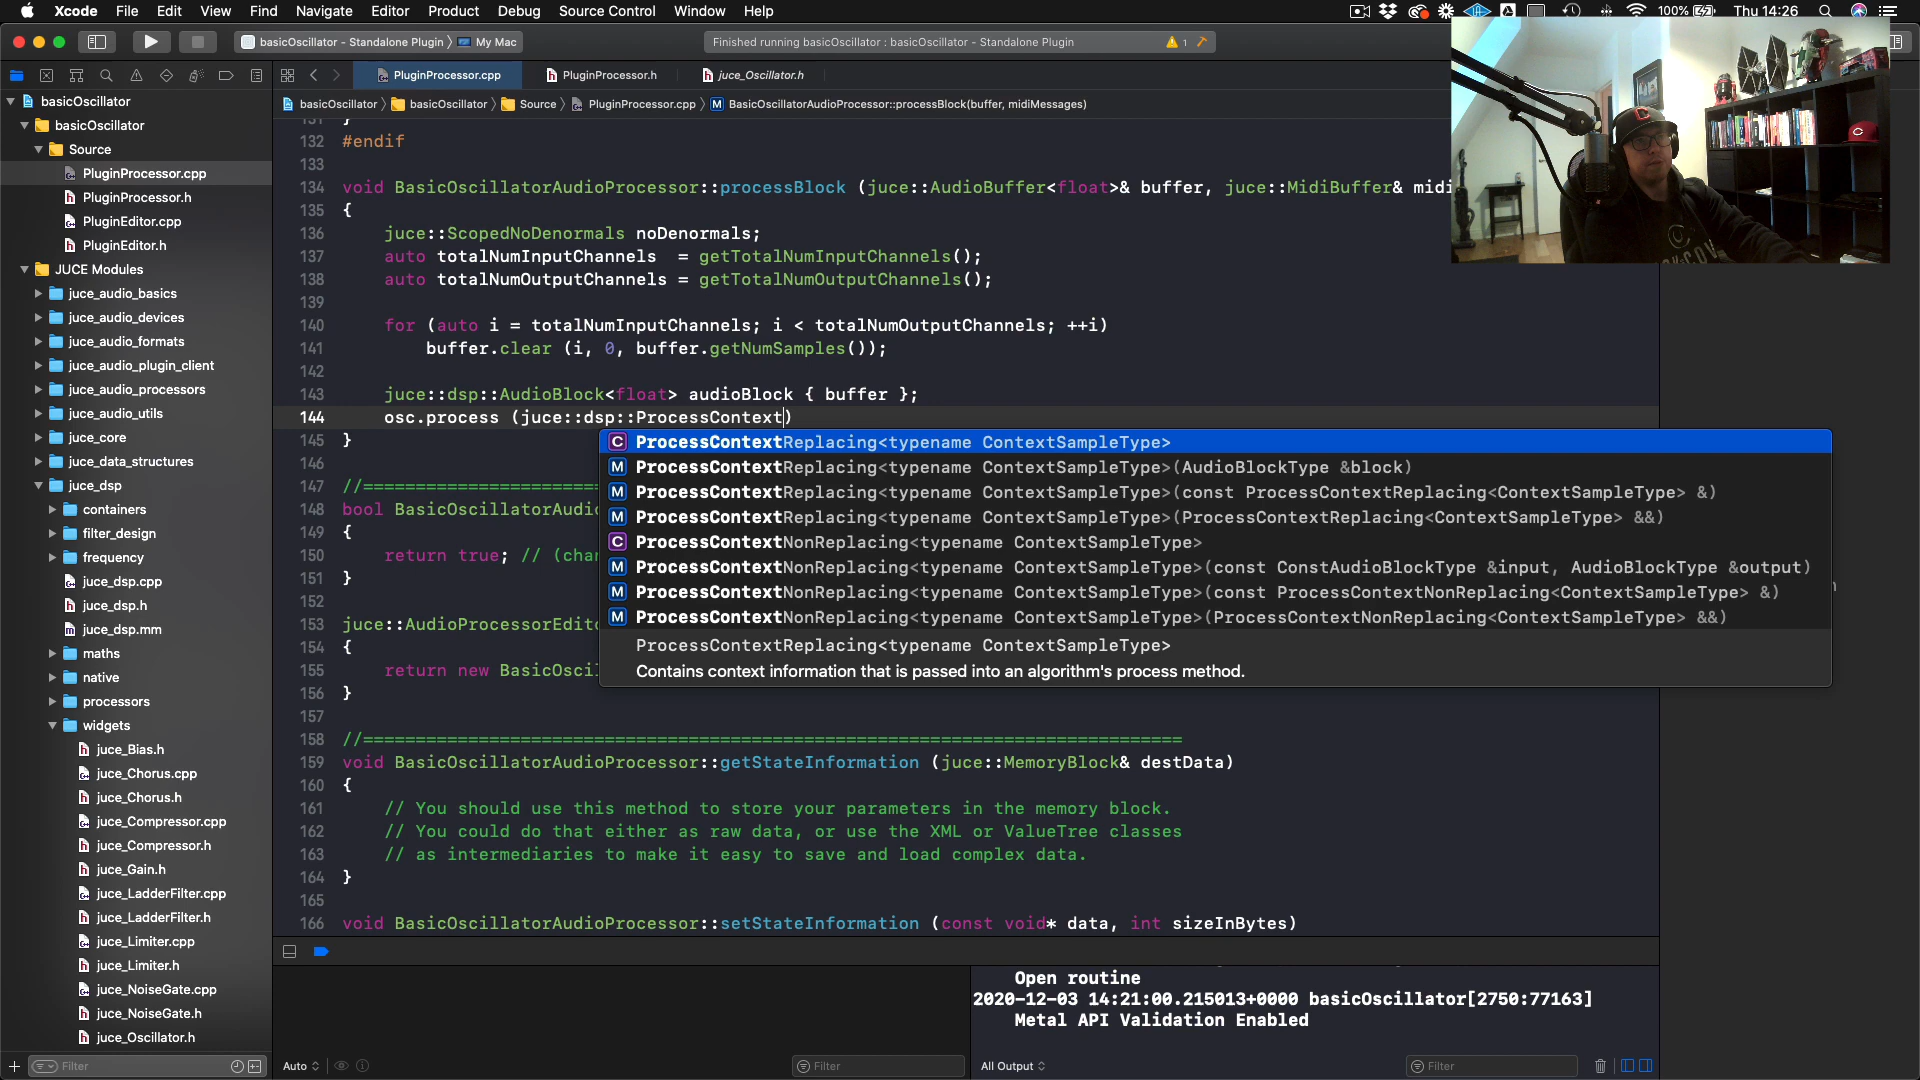 Xcode File Edit View Find Navigate Editor Product Debug Source Control Window Help
100% Thu 14:26
basicOscillator - Standalone Plugin My Mac
Finished running basicOscillator : basicOscillator - Standalone Plugin
1
PluginProcessor.cpp PluginProcessor.h juce_Oscillator.h
basicOscillator basicOscillator Source PluginProcessor.cpp M BasicOscillatorAudioProcessor::processBlock(buffer, midiMessages)
basicOscillator
basicOscillator
Source
PluginProcessor.cpp
PluginProcessor.h
PluginEditor.cpp
PluginEditor.h
JUCE Modules
juce_audio_basics
juce_audio_devices
juce_audio_formats
juce_audio_plugin_client
juce_audio_processors
juce_audio_utils
juce_core
juce_data_structures
juce_dsp
containers
filter_design
frequency
juce_dsp.cpp
juce_dsp.h
juce_dsp.mm
maths
native
processors
widgets
juce_Bias.h
juce_Chorus.cpp
juce_Chorus.h
juce_Compressor.cpp
juce_Compressor.h
juce_Gain.h
juce_LadderFilter.cpp
juce_LadderFilter.h
juce_Limiter.cpp
juce_Limiter.h
juce_NoiseGate.cpp
juce_NoiseGate.h
juce_Oscillator.h
Filter
131 }
132 #endif
133
134 void BasicOscillatorAudioProcessor::processBlock (juce::AudioBuffer<float>& buffer, juce::MidiBuffer& midi
135 {
136 juce::ScopedNoDenormals noDenormals;
137 auto totalNumInputChannels = getTotalNumInputChannels();
138 auto totalNumOutputChannels = getTotalNumOutputChannels();
139
140 for (auto i = totalNumInputChannels; i < totalNumOutputChannels; ++i)
141 buffer.clear (i, 0, buffer.getNumSamples());
142
143 juce::dsp::AudioBlock<float> audioBlock { buffer };
144 osc.process (juce::dsp::ProcessContext)
145 }
146
147 //======================
148 bool BasicOscillatorAudio
149 {
150 return true; // (char
151 }
152
153 juce::AudioProcessorEdito
154 {
155 return new BasicOscil
156 }
157
158 //==============================================================================
159 void BasicOscillatorAudioProcessor::getStateInformation (juce::MemoryBlock& destData)
160 {
161 // You should use this method to store your parameters in the memory block.
162 // You could do that either as raw data, or use the XML or ValueTree classes
163 // as intermediaries to make it easy to save and load complex data.
164 }
165
166 void BasicOscillatorAudioProcessor::setStateInformation (const void* data, int sizeInBytes)
C ProcessContextReplacing<typename ContextSampleType>
M ProcessContextReplacing<typename ContextSampleType>(AudioBlockType &block)
M ProcessContextReplacing<typename ContextSampleType>(const ProcessContextReplacing<ContextSampleType> &)
M ProcessContextReplacing<typename ContextSampleType>(ProcessContextReplacing<ContextSampleType> &&)
C ProcessContextNonReplacing<typename ContextSampleType>
M ProcessContextNonReplacing<typename ContextSampleType>(const ConstAudioBlockType &input, AudioBlockType &output)
M ProcessContextNonReplacing<typename ContextSampleType>(const ProcessContextNonReplacing<ContextSampleType> &)
M ProcessContextNonReplacing<typename ContextSampleType>(ProcessContextNonReplacing<ContextSampleType> &&)
ProcessContextReplacing<typename ContextSampleType>
Contains context information that is passed into an algorithm's process method.
Open routine
2020-12-03 14:21:00.215013+0000 basicOscillator[2750:77163]
Metal API Validation Enabled
Auto Filter All Output Filter